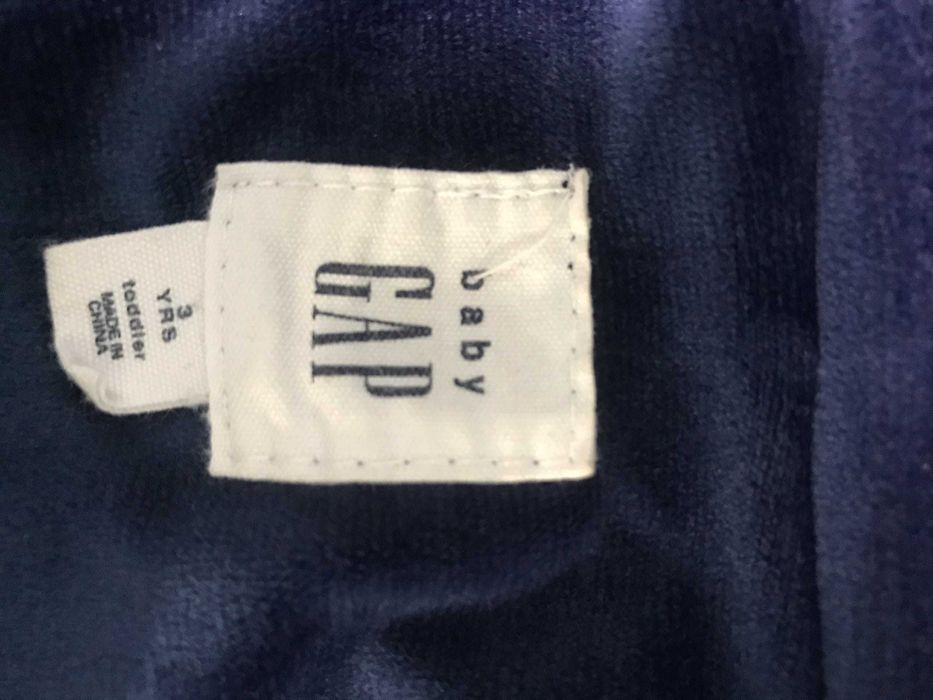 baby
GAP
3
YRS
toddler
MADE IN
CHINA